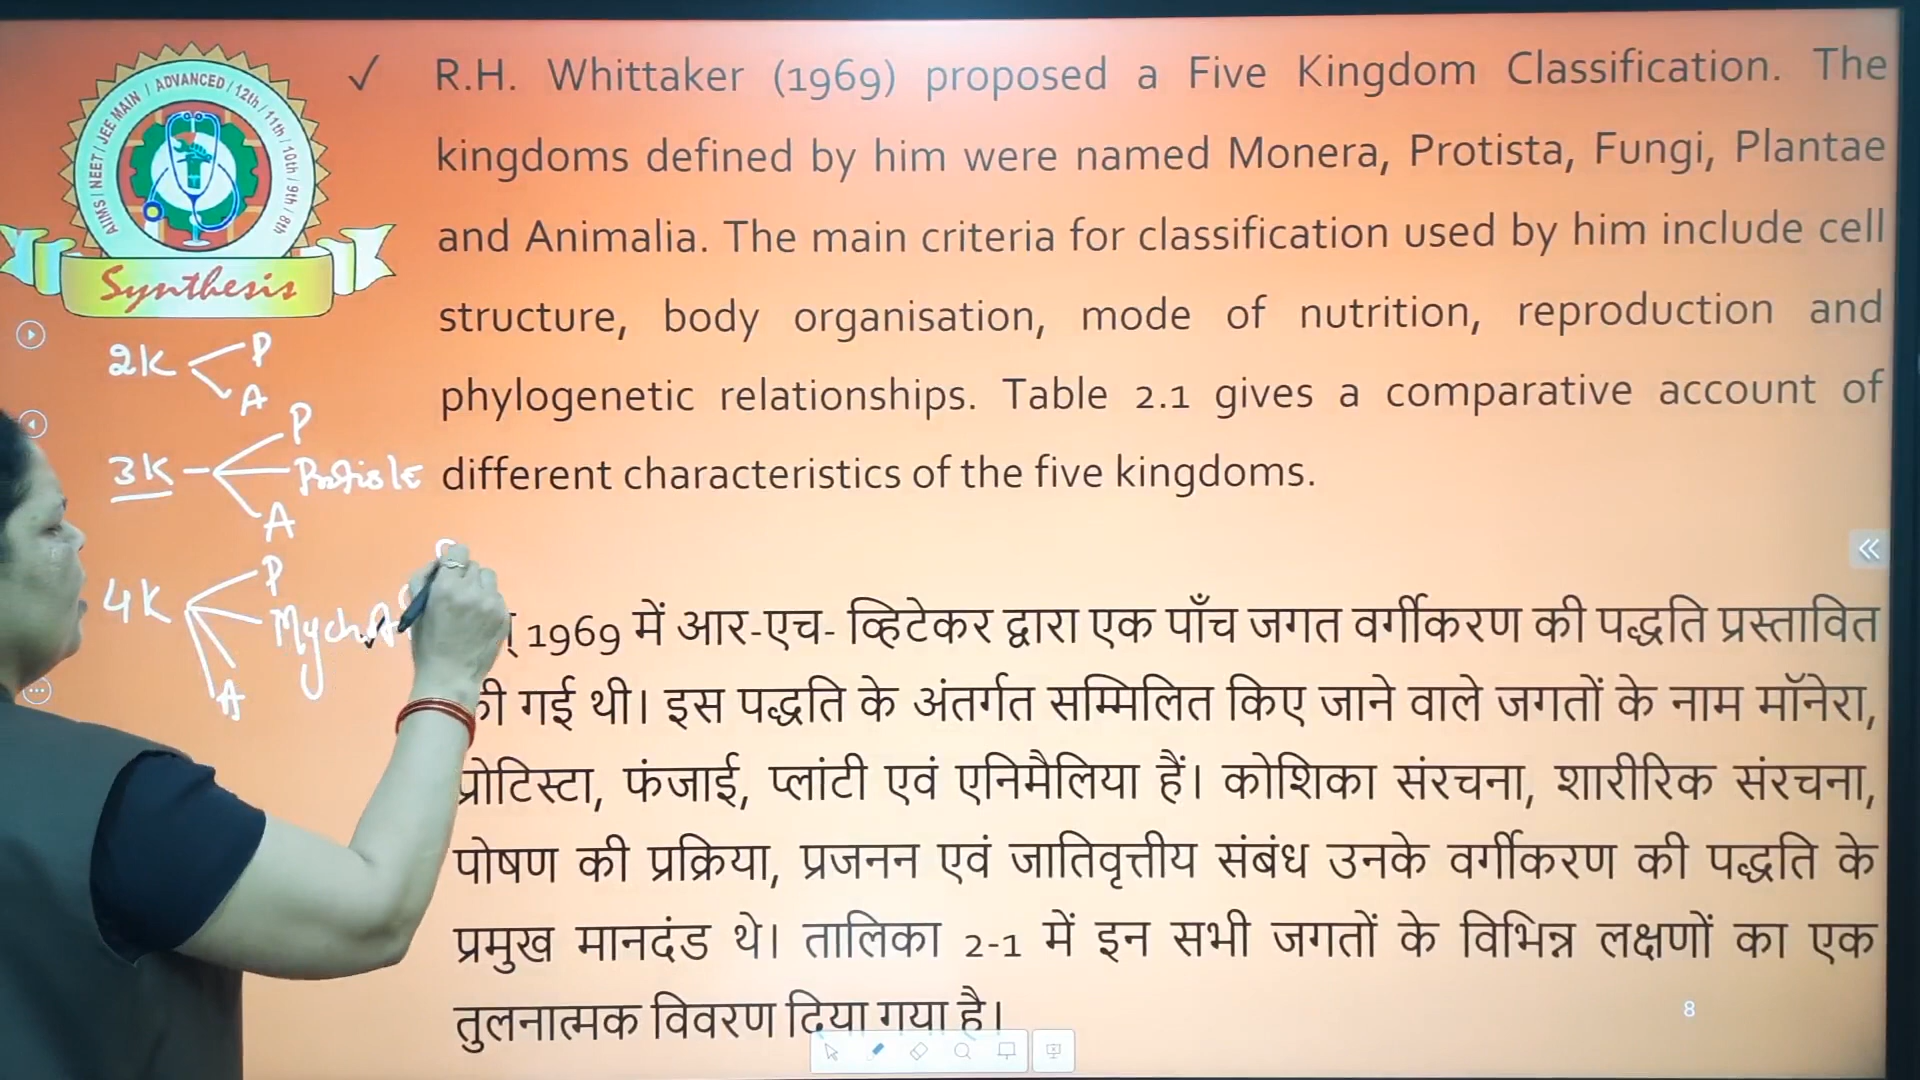 AIIMS / NEET / JEE MAIN / ADVANCED / 12th / 11th / 10th / 9th / 8th
Synthesis
✓ R.H. Whittaker (1969) proposed a Five Kingdom Classification. The
kingdoms defined by him were named Monera, Protista, Fungi, Plantae
and Animalia. The main criteria for classification used by him include cell
structure, body organisation, mode of nutrition, reproduction and
phylogenetic relationships. Table 2.1 gives a comparative account of
different characteristics of the five kingdoms.
2K P
A
3K P
A
4K P
A
1969 में आर-एच- व्हिटेकर द्वारा एक पाँच जगत वर्गीकरण की पद्धति प्रस्तावित
की गई थी। इस पद्धति के अंतर्गत सम्मिलित किए जाने वाले जगतों के नाम मॉनेरा,
प्रोटिस्टा, फंजाई, प्लांटी एवं एनिमैलिया हैं। कोशिका संरचना, शारीरिक संरचना,
पोषण की प्रक्रिया, प्रजनन एवं जातिवृत्तीय संबंध उनके वर्गीकरण की पद्धति के
प्रमुख मानदंड थे। तालिका 2-1 में इन सभी जगतों के विभिन्न लक्षणों का एक
तुलनात्मक विवरण दिया गया है।
8